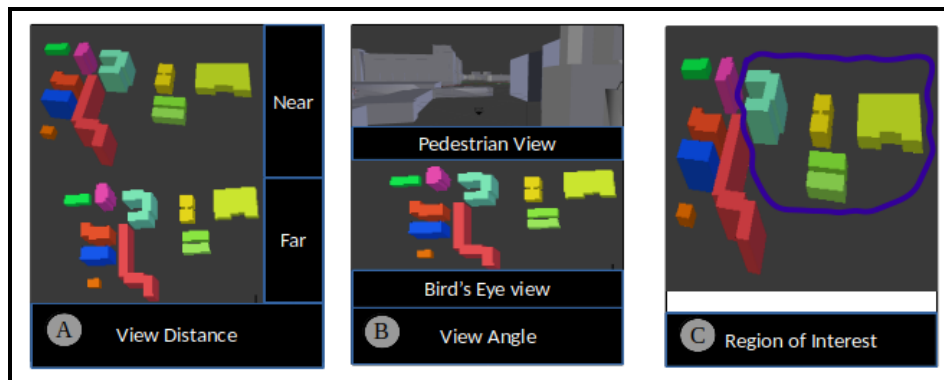 Near
Far
A View Distance
Pedestrian View
Bird's Eye view
B View Angle
C Region of Interest